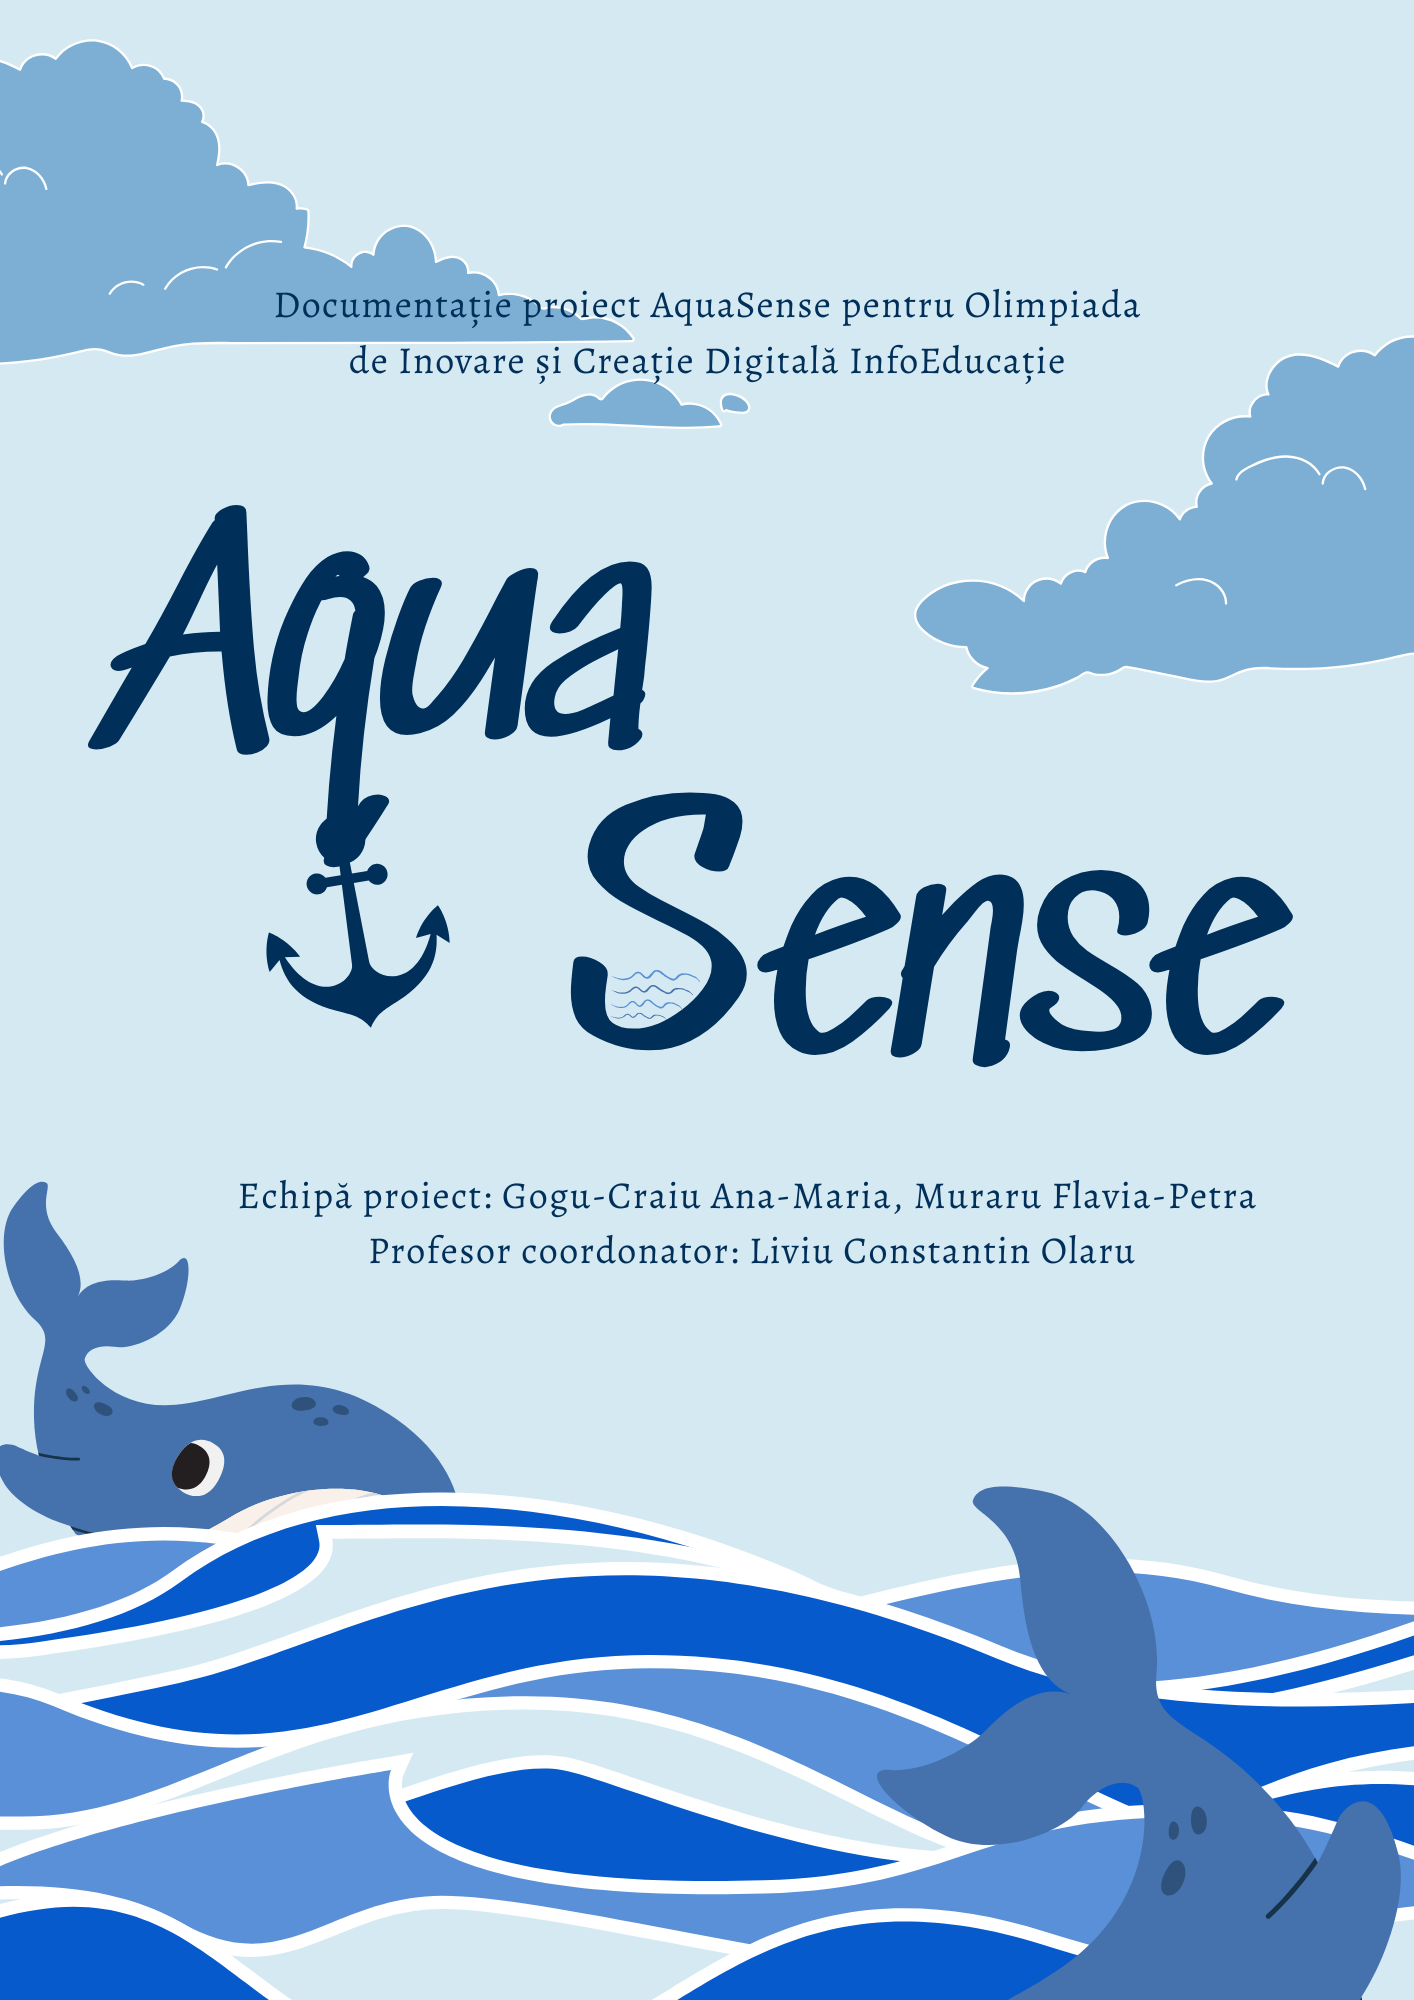 Documentație proiect AquaSense pentru Olimpiada
de Inovare și Creație Digitală InfoEducație
Aqua
Sense
Echipă proiect: Gogu-Craiu Ana-Maria, Muraru Flavia-Petra
Profesor coordonator: Liviu Constantin Olaru